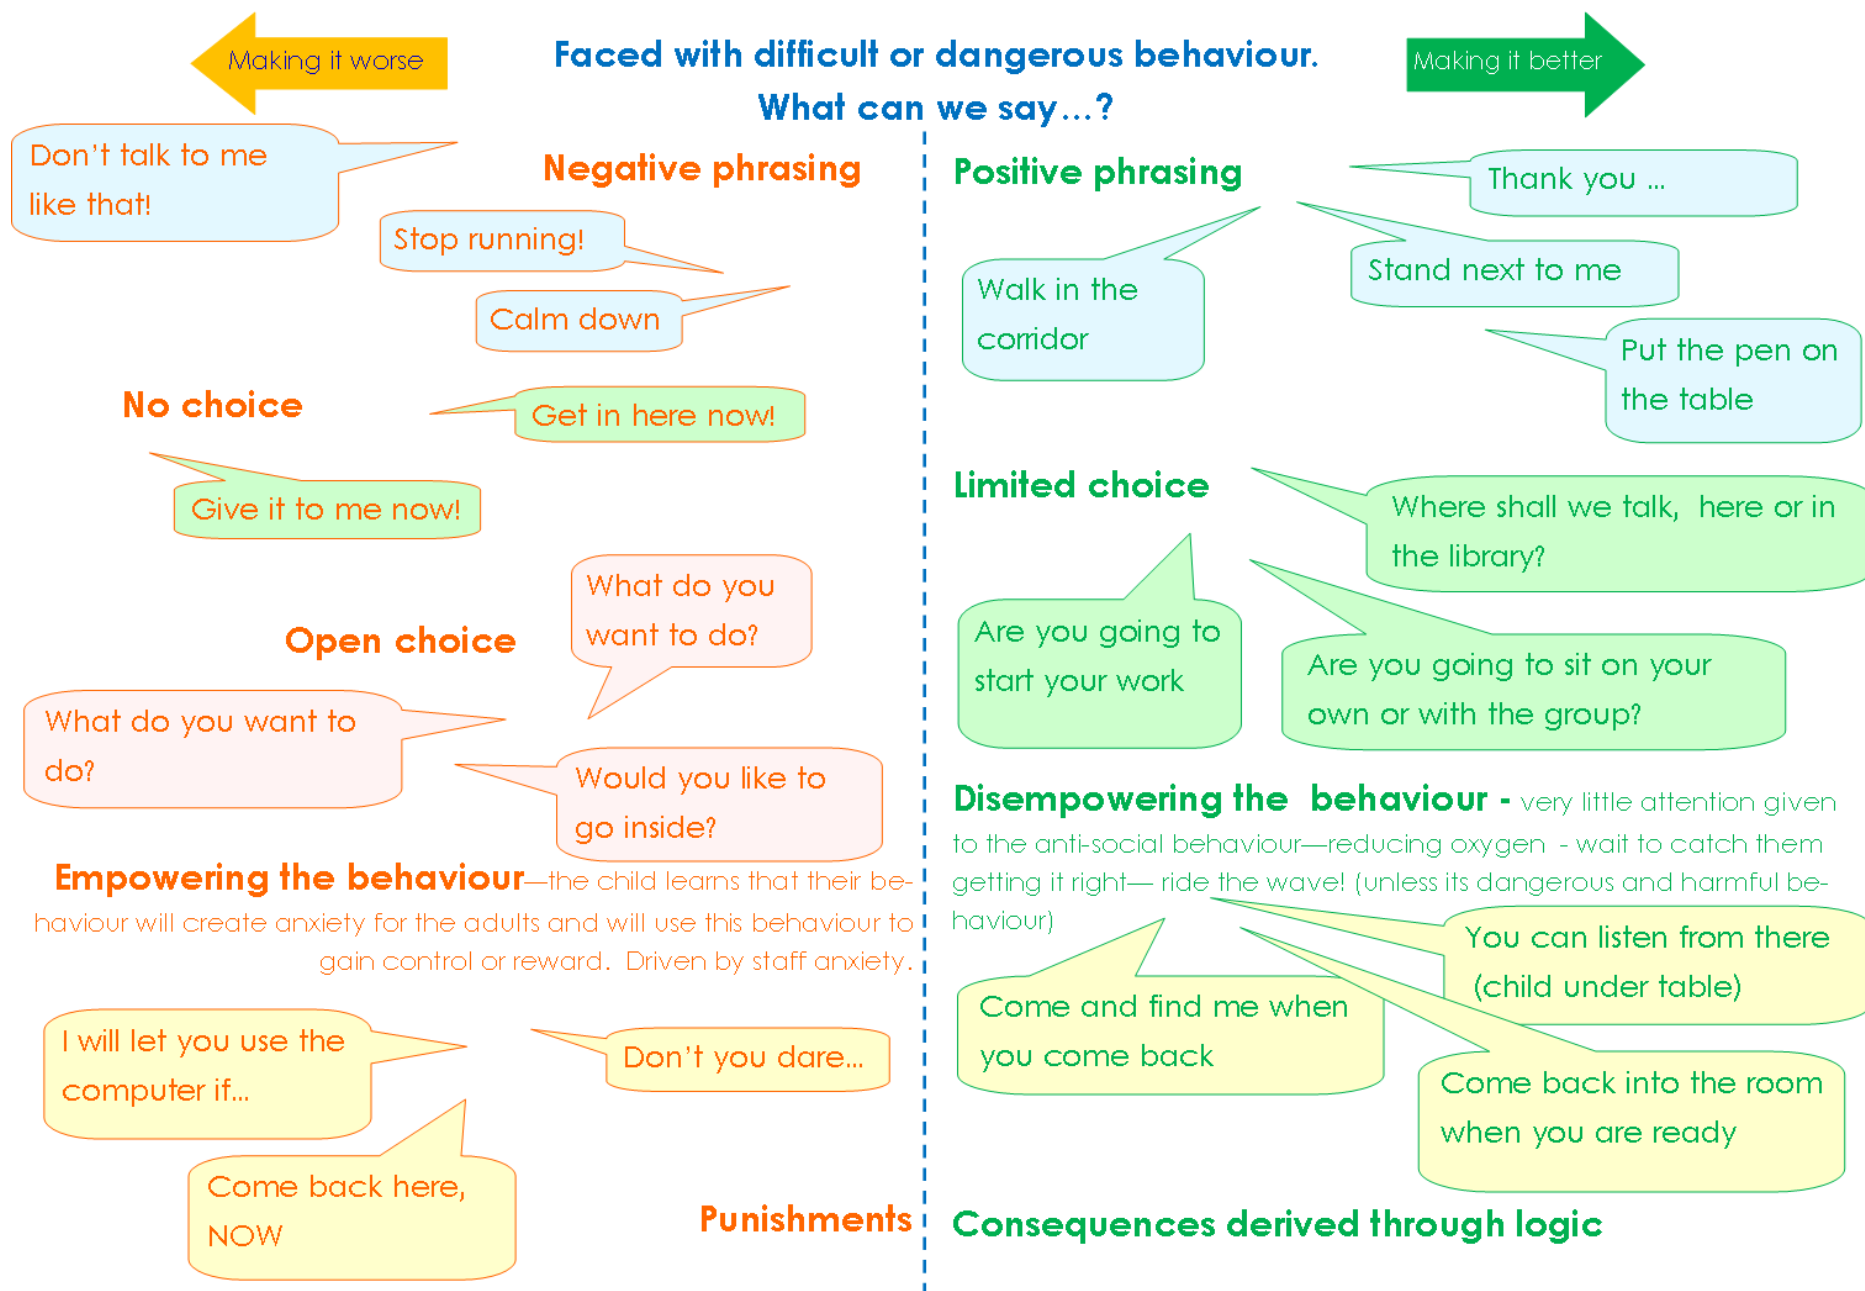 Making it worse
Faced with difficult or dangerous behaviour.
What can we say...?
Making it better
Negative phrasing
Don't talk to me
like that!
Stop running!
Calm down
No choice
Get in here now!
Give it to me now!
Open choice
What do you
want to do?
What do you want to
do?
Would you like to
go inside?
Empowering the behaviour—the child learns that their be-
haviour will create anxiety for the adults and will use this behaviour to
gain control or reward.  Driven by staff anxiety.
I will let you use the
computer if...
Don't you dare...
Come back here,
NOW
Punishments
Positive phrasing
Thank you ...
Stand next to me
Walk in the
corridor
Put the pen on
the table
Limited choice
Where shall we talk,  here or in
the library?
Are you going to
start your work
Are you going to sit on your
own or with the group?
Disempowering the  behaviour - very little attention given
to the anti-social behaviour—reducing oxygen  - wait to catch them
getting it right— ride the wave! (unless its dangerous and harmful be-
haviour)
You can listen from there
(child under table)
Come and find me when
you come back
Come back into the room
when you are ready
Consequences derived through logic